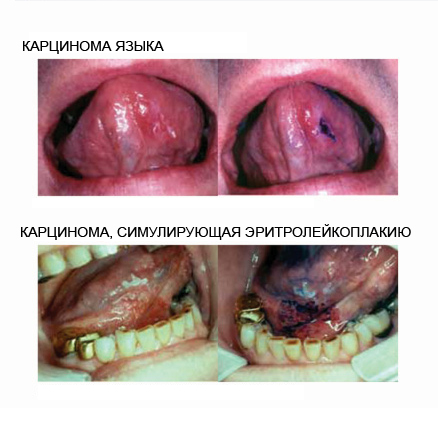 КАРЦИНОМА ЯЗЫКА
КАРЦИНОМА, СИМУЛИРУЮЩАЯ ЭРИТРОЛЕЙКОПЛАКИЮ